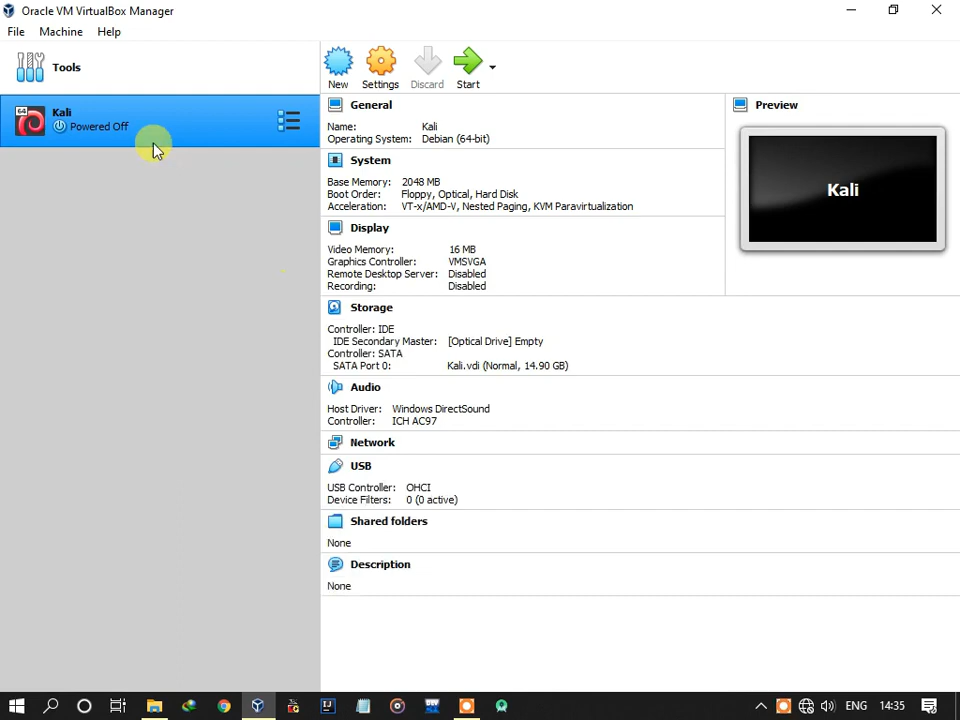 Oracle VM VirtualBox Manager
File Machine Help
Tools
New Settings Discard Start
64
Kali
Powered Off
General
Name: Kali
Operating System: Debian (64-bit)
System
Base Memory: 2048 MB
Boot Order: Floppy, Optical, Hard Disk
Acceleration: VT-x/AMD-V, Nested Paging, KVM Paravirtualization
Display
Video Memory: 16 MB
Graphics Controller: VMSVGA
Remote Desktop Server: Disabled
Recording: Disabled
Storage
Controller: IDE
IDE Secondary Master: [Optical Drive] Empty
Controller: SATA
SATA Port 0: Kali.vdi (Normal, 14.90 GB)
Audio
Host Driver: Windows DirectSound
Controller: ICH AC97
Network
USB
USB Controller: OHCI
Device Filters: 0 (0 active)
Shared folders
None
Description
None
Preview
Kali
ENG 14:35